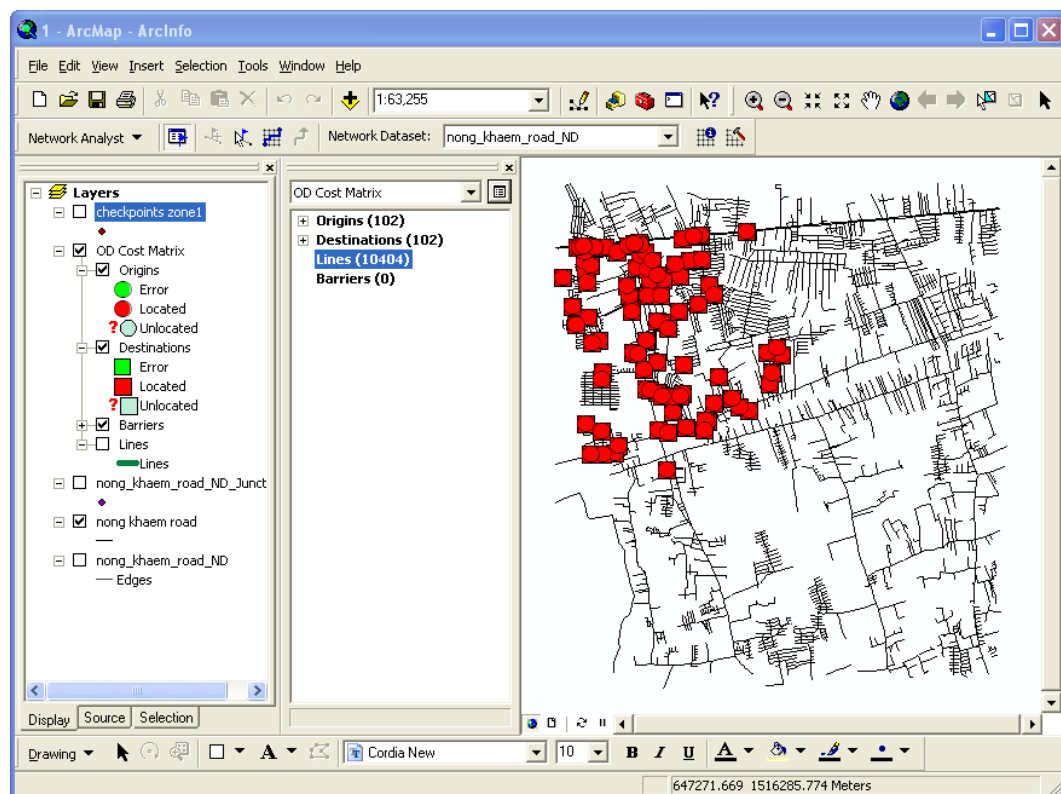 1 - ArcMap - ArcInfo
File Edit View Insert Selection Tools Window Help
1:63,255
Network Analyst
Network Dataset:
nong_khaem_road_ND
Layers
checkpoints zone1
OD Cost Matrix
Origins
Error
Located
? Unlocated
Destinations
Error
Located
? Unlocated
Barriers
Lines
Lines
nong_khaem_road_ND_Junct
nong khaem road
nong_khaem_road_ND
Edges
Display Source Selection
OD Cost Matrix
Origins (102)
Destinations (102)
Lines (10404)
Barriers (0)
Drawing
A
Cordia New
10
B I U A
647271.669 1516285.774 Meters